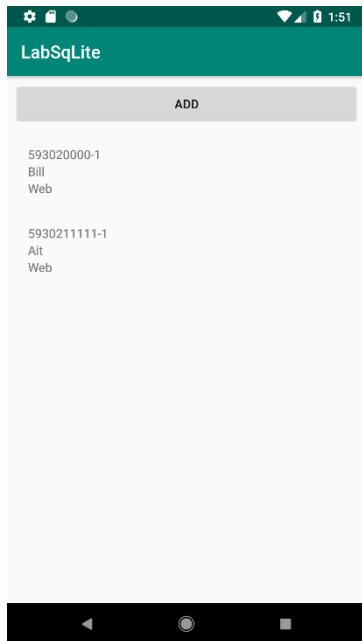 1:51
LabSqLite
ADD
593020000-1
Bill
Web
5930211111-1
Ait
Web